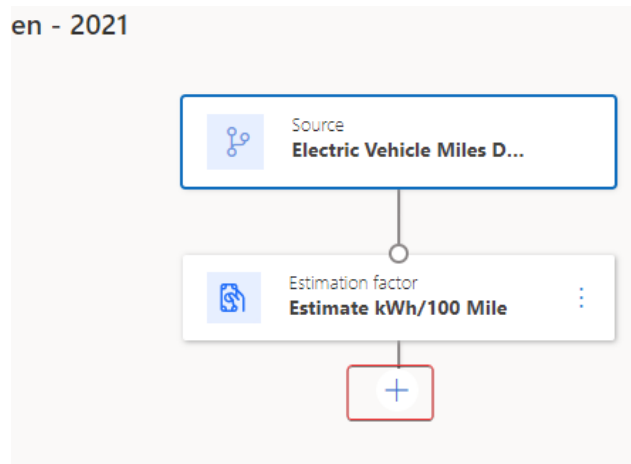 en - 2021
Source
Electric Vehicle Miles D...
Estimation factor
Estimate kWh/100 Mile